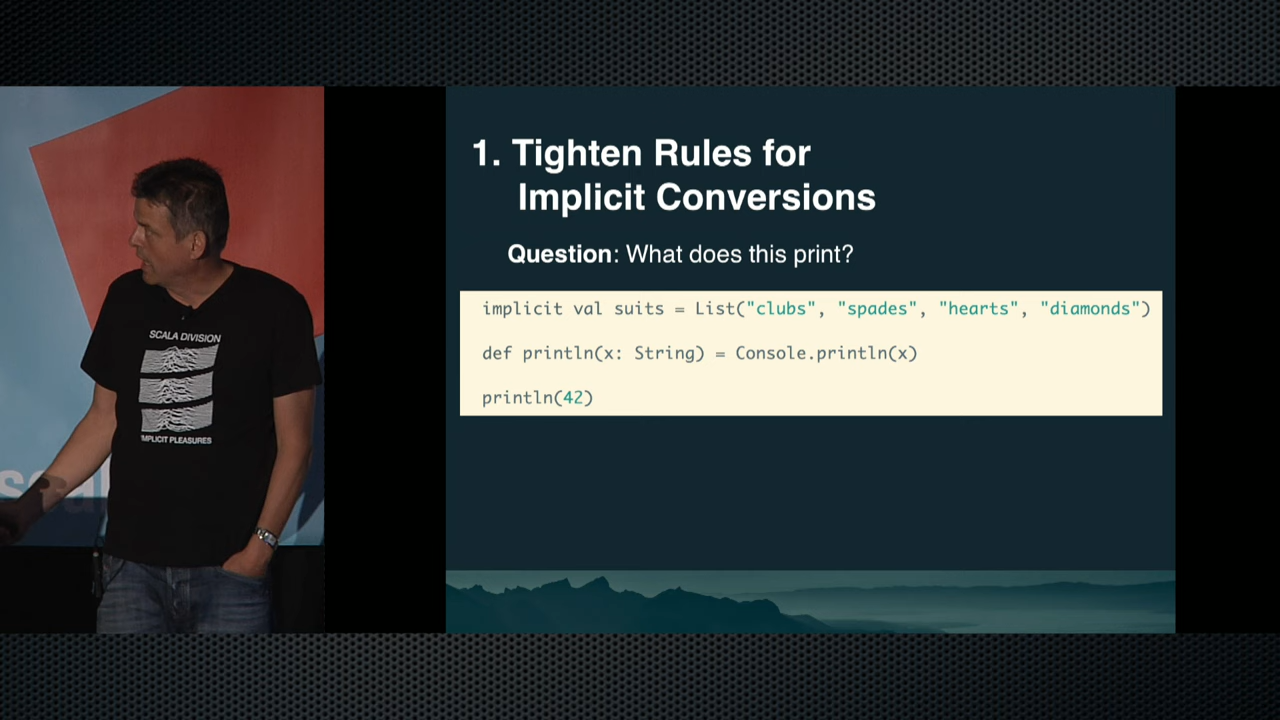 1. Tighten Rules for
Implicit Conversions
Question: What does this print?
implicit val suits = List("clubs", "spades", "hearts", "diamonds")
def println(x: String) = Console.println(x)
println(42)
SCALA DIVISION
IMPLICIT PLEASURES